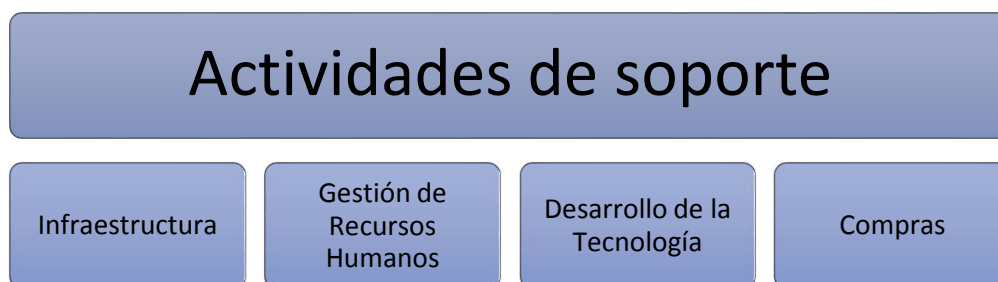 Actividades de soporte
Infraestructura
Gestión de
Recursos
Humanos
Desarrollo de la
Tecnología
Compras